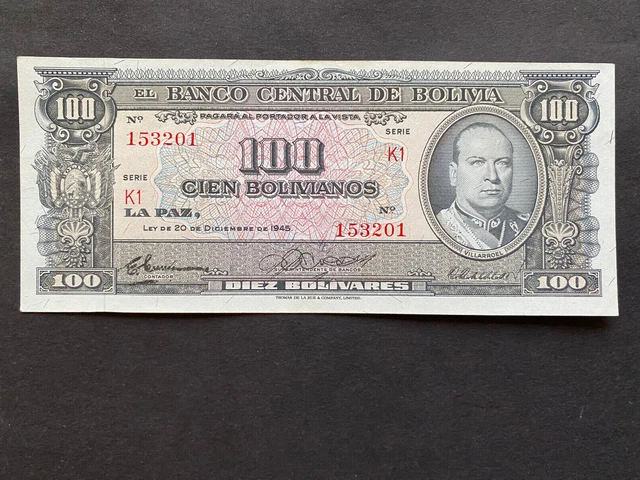 100 EL BANCO CENTRAL DE BOLIVIA 100
PAGARÁ AL PORTADOR A LA VISTA
Nº 153201
SERIE K1
100
SERIE K1
CIEN BOLIVIANOS
LA PAZ,
Nº 153201
LEY DE 20 DE DICIEMBRE DE 1945
VILLARROEL
CONTADOR
SUPERINTENDENTE DE BANCOS
100 DIEZ BOLIVARES 100
THOMAS DE LA RUE & COMPANY, LIMITED.